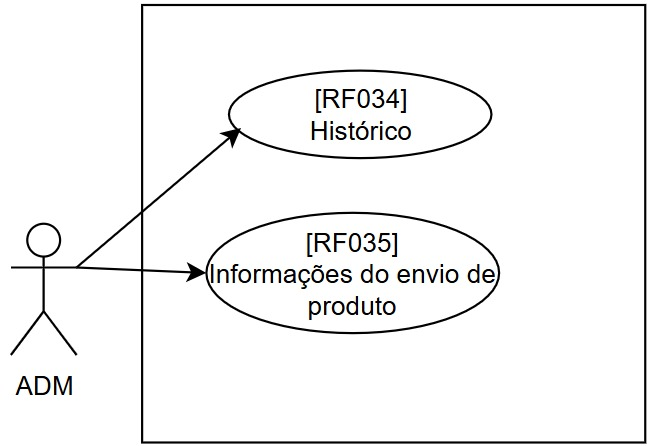 [RF034]
Histórico
[RF035]
Informações do envio de
produto
ADM